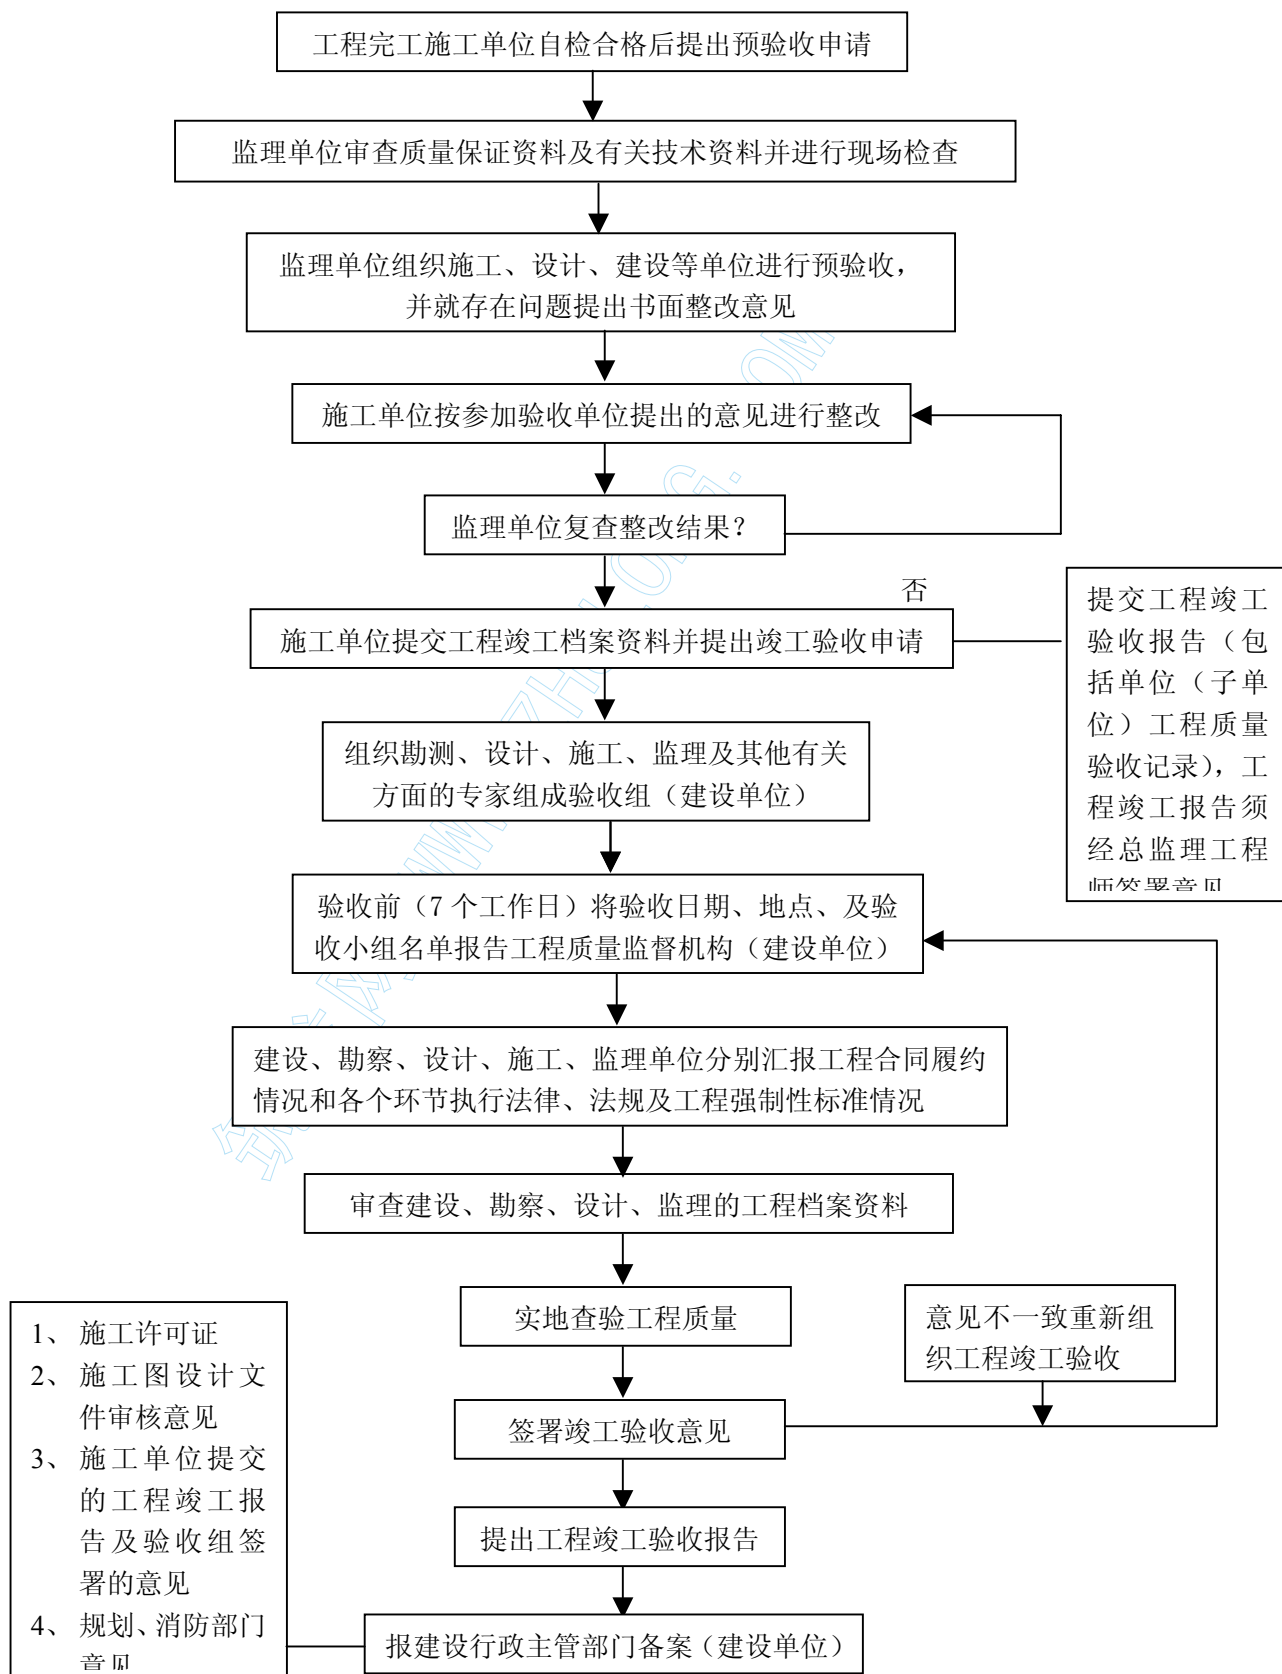 工程完工施工单位自检合格后提出预验收申请
监理单位审查质量保证资料及有关技术资料并进行现场检查
监理单位组织施工、设计、建设等单位进行预验收，
并就存在问题提出书面整改意见
施工单位按参加验收单位提出的意见进行整改
监理单位复查整改结果？
否
施工单位提交工程竣工档案资料并提出竣工验收申请
提交工程竣工
验收报告（包
括单位（子单
位）工程质量
验收记录），工
程竣工报告须
经总监理工程
师签署意见
组织勘测、设计、施工、监理及其他有关
方面的专家组成验收组（建设单位）
验收前（7 个工作日）将验收日期、地点、及验
收小组名单报告工程质量监督机构（建设单位）
建设、勘察、设计、施工、监理单位分别汇报工程合同履约
情况和各个环节执行法律、法规及工程强制性标准情况
审查建设、勘察、设计、监理的工程档案资料
实地查验工程质量
意见不一致重新组
织工程竣工验收
签署竣工验收意见
提出工程竣工验收报告
报建设行政主管部门备案（建设单位）
1、 施工许可证
2、 施工图设计文
件审核意见
3、 施工单位提交
的工程竣工报
告及验收组签
署的意见
4、 规划、消防部门
意见